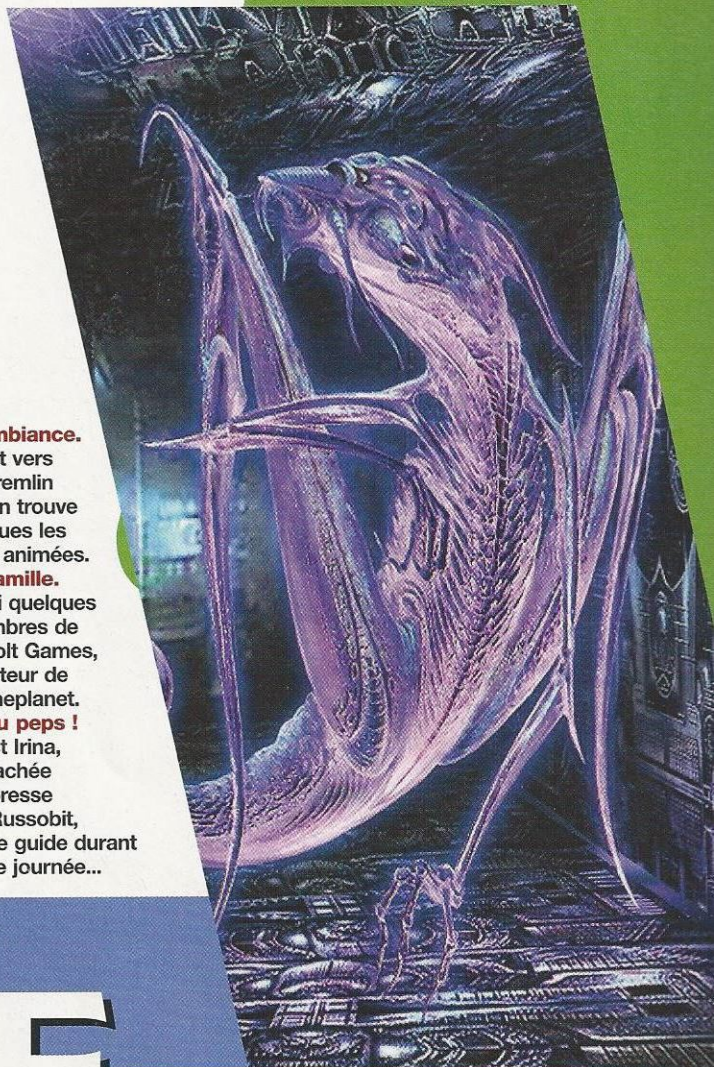 mbiance.
t vers
remlin
n trouve
ues les
animées.
amille.
i quelques
mbres de
olt Games,
teur de
neplanet.
u peps !
t Irina,
achée
resse
Russobit,
e guide durant
e journée...